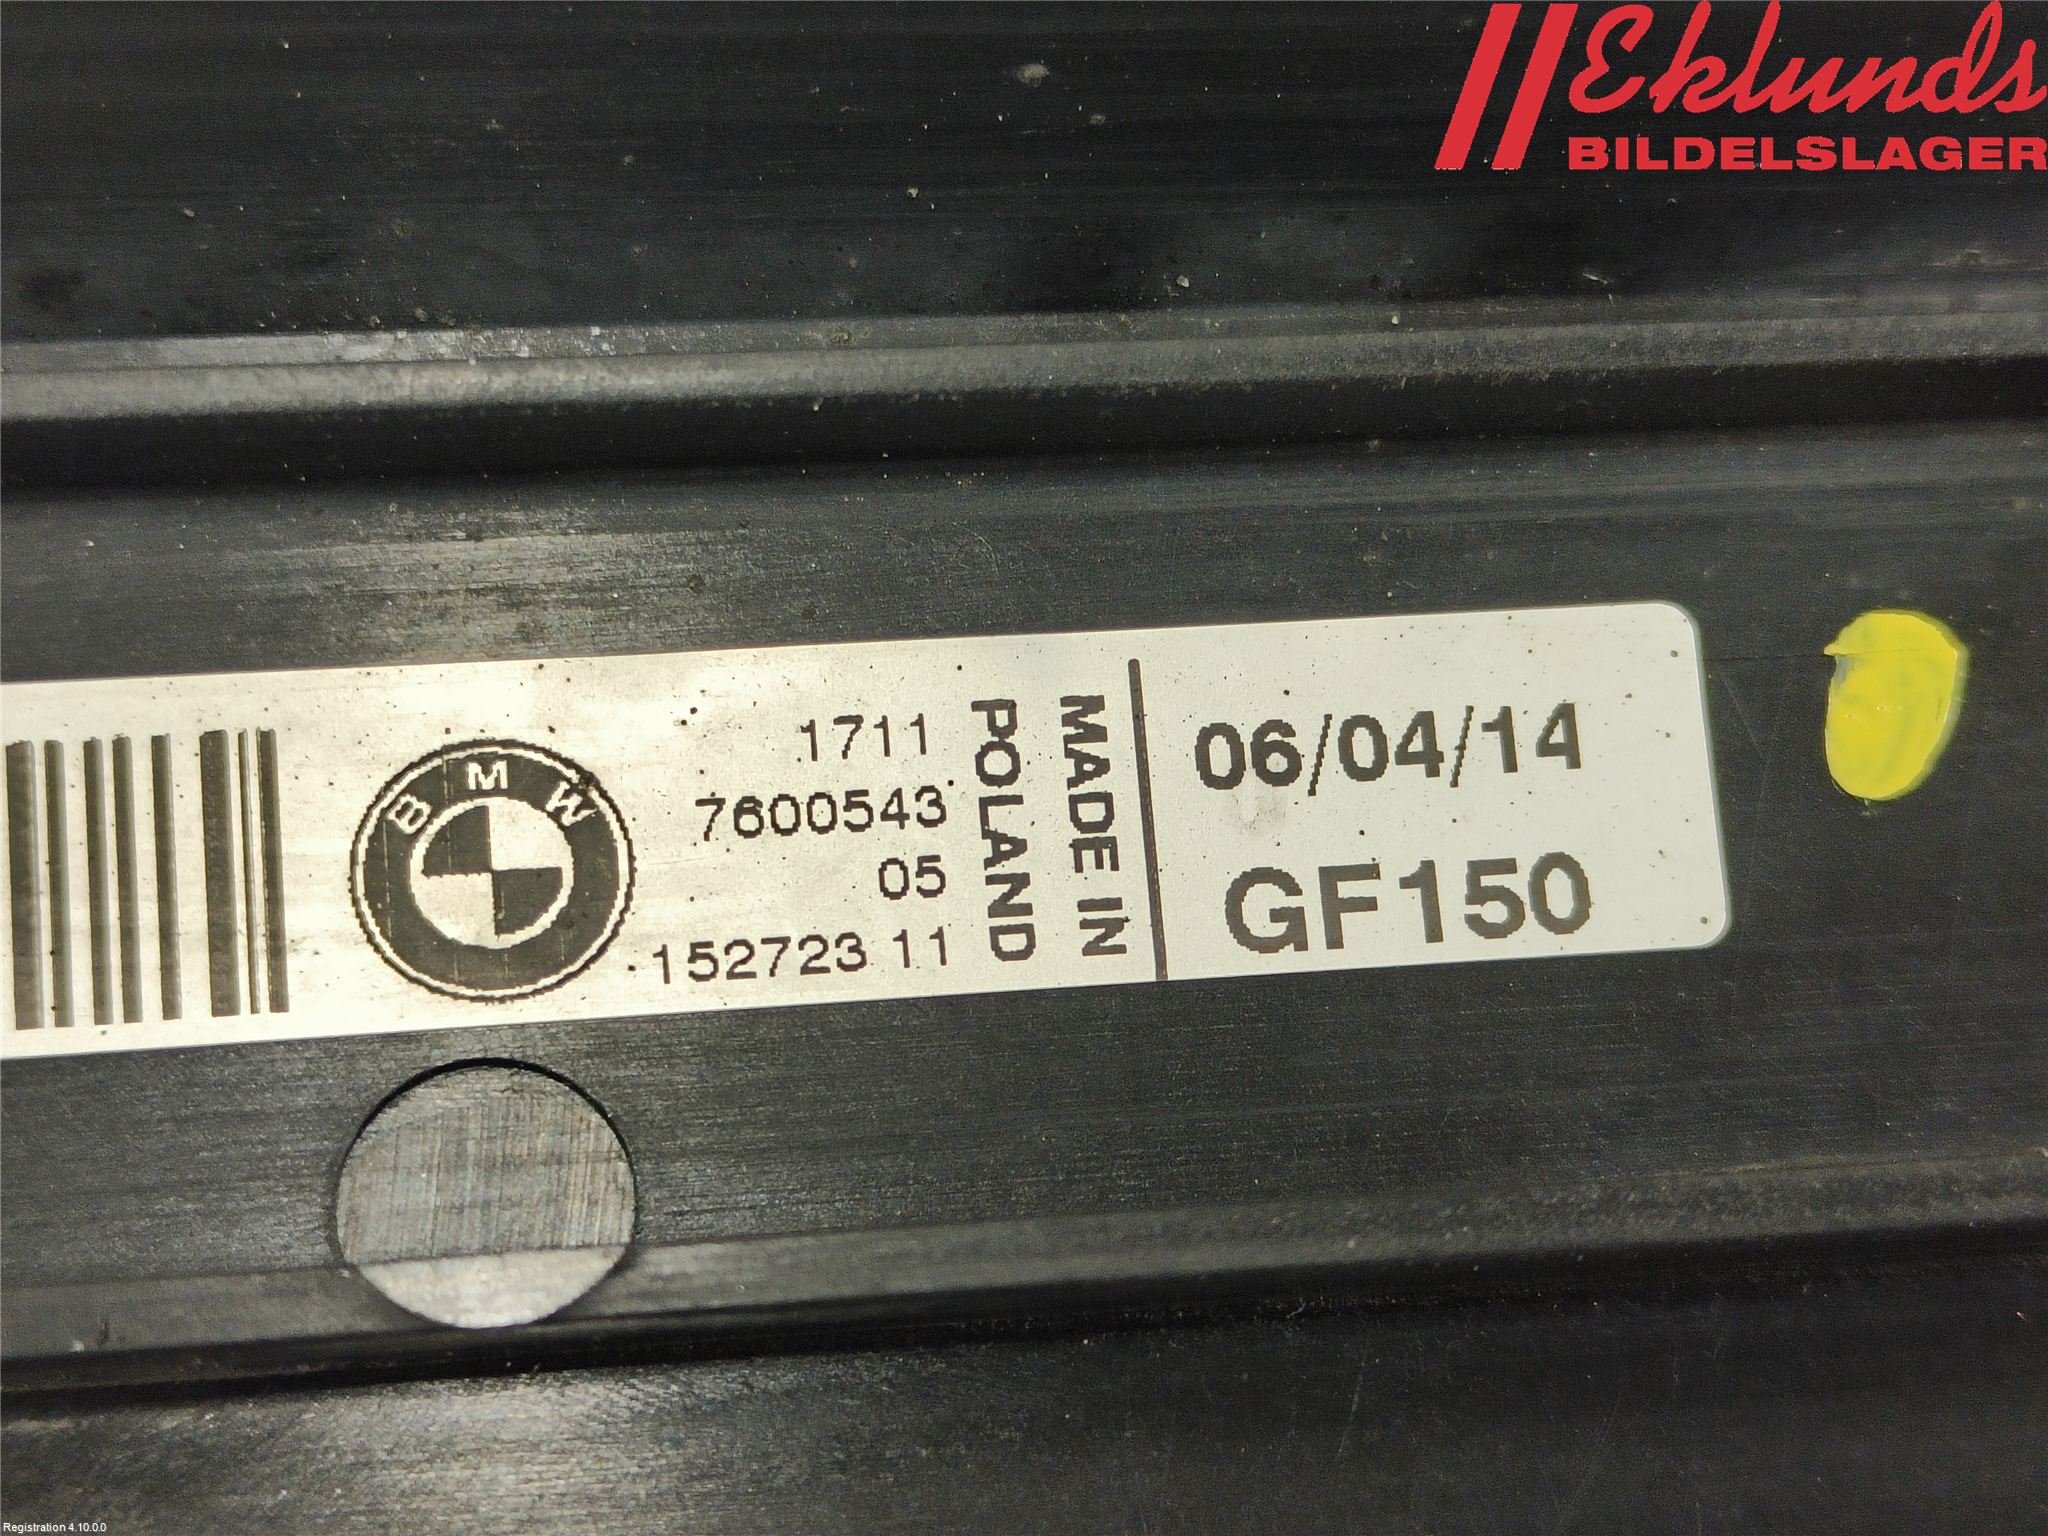 Eklunds
BILDELSLAGER
BMW
1711
7600543
05
152723 11
MADE IN
POLAND
06/04/14
GF150
Registration 4.10.0.0